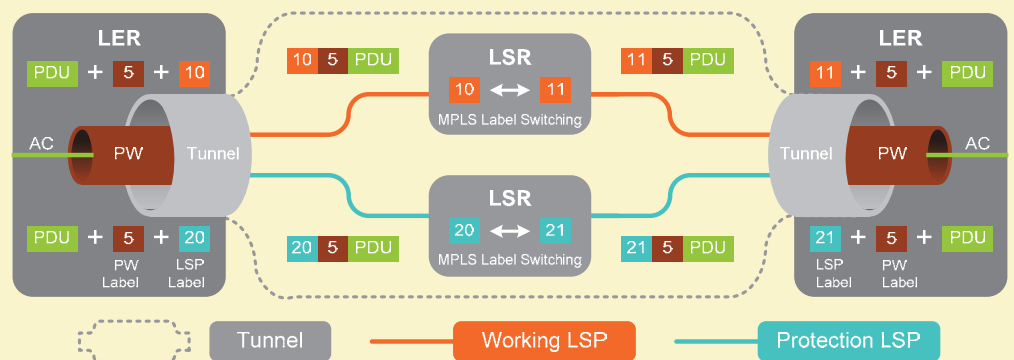 LER
PDU + 5 + 10
10 5 PDU
LSR
10 11
MPLS Label Switching
11 5 PDU
LER
11 + 5 + PDU
AC
PW
Tunnel
Tunnel
PW
AC
PDU + 5 + 20
PW
Label
LSP
Label
20 5 PDU
LSR
20 21
MPLS Label Switching
21 5 PDU
21 + 5 + PDU
LSP
Label
PW
Label
Tunnel
Working LSP
Protection LSP